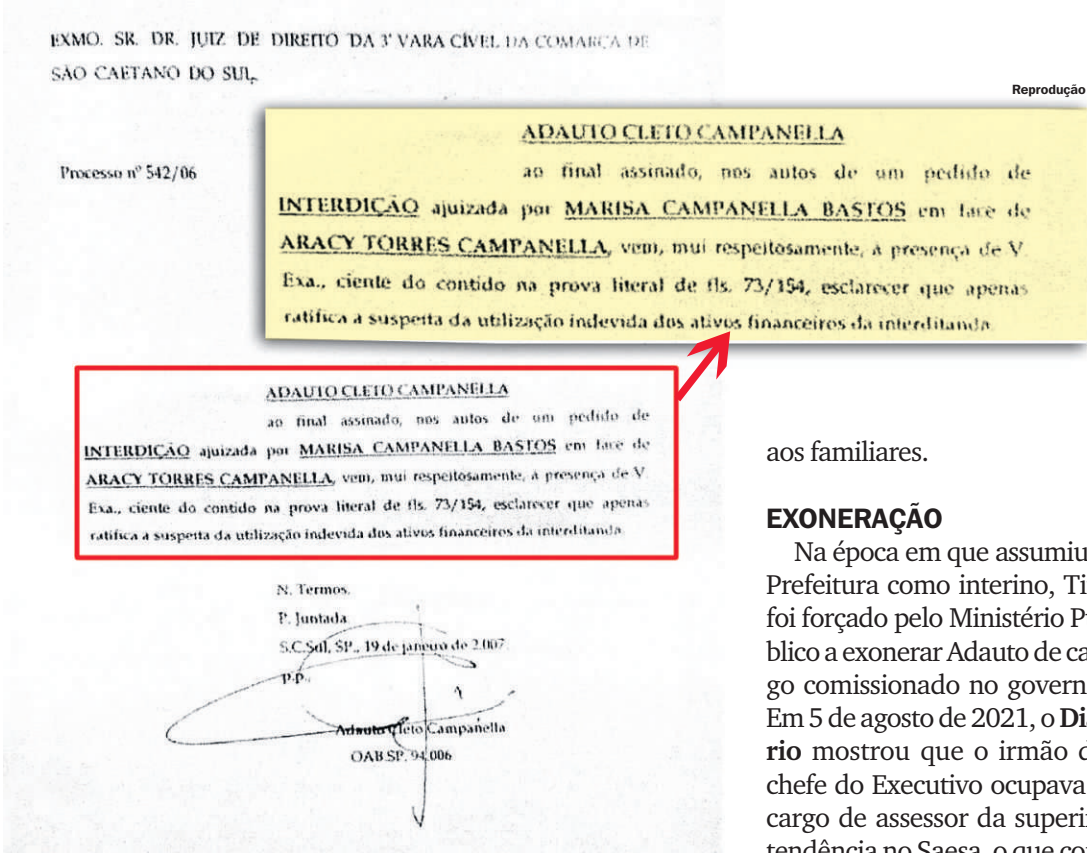 EXMO. SR. DR. JUIZ DE DIREITO DA 3ª VARA CÍVEL DA COMARCA DE
SÃO CAETANO DO SUL.
Reprodução
Processo nº 542/06
ADAUTO CLETO CAMPANELLA
ao final assinado, nos autos de um pedido de
INTERDIÇÃO ajuizada por MARISA CAMPANELLA BASTOS em face de
ARACY TORRES CAMPANELLA, vem, mui respeitosamente, à presença de V.
Exa., ciente do contido na prova literal de fls. 73/154, esclarecer que apenas
ratifica a suspeita da utilização indevida dos ativos financeiros da interditanda.
ADAUTO CLETO CAMPANELLA
ao final assinado, nos autos de um pedido de
INTERDIÇÃO ajuizada por MARISA CAMPANELLA BASTOS em face de
ARACY TORRES CAMPANELLA, vem, mui respeitosamente, à presença de V.
Exa., ciente do contido na prova literal de fls. 73/154, esclarecer que apenas
ratifica a suspeita da utilização indevida dos ativos financeiros da interditanda.
N. Termos,
P. Juntada
S.C.Sul, SP., 19 de janeiro de 2.007.
P.P.
Adauto Cleto Campanella
OAB.SP. 94.006
aos familiares.
EXONERAÇÃO
Na época em que assumiu
Prefeitura como interino, Ti
foi forçado pelo Ministério P
blico a exonerar Adauto de ca
go comissionado no govern
Em 5 de agosto de 2021, o Di
rio mostrou que o irmão d
chefe do Executivo ocupava
cargo de assessor da superi
tendência no Saesa, o que co